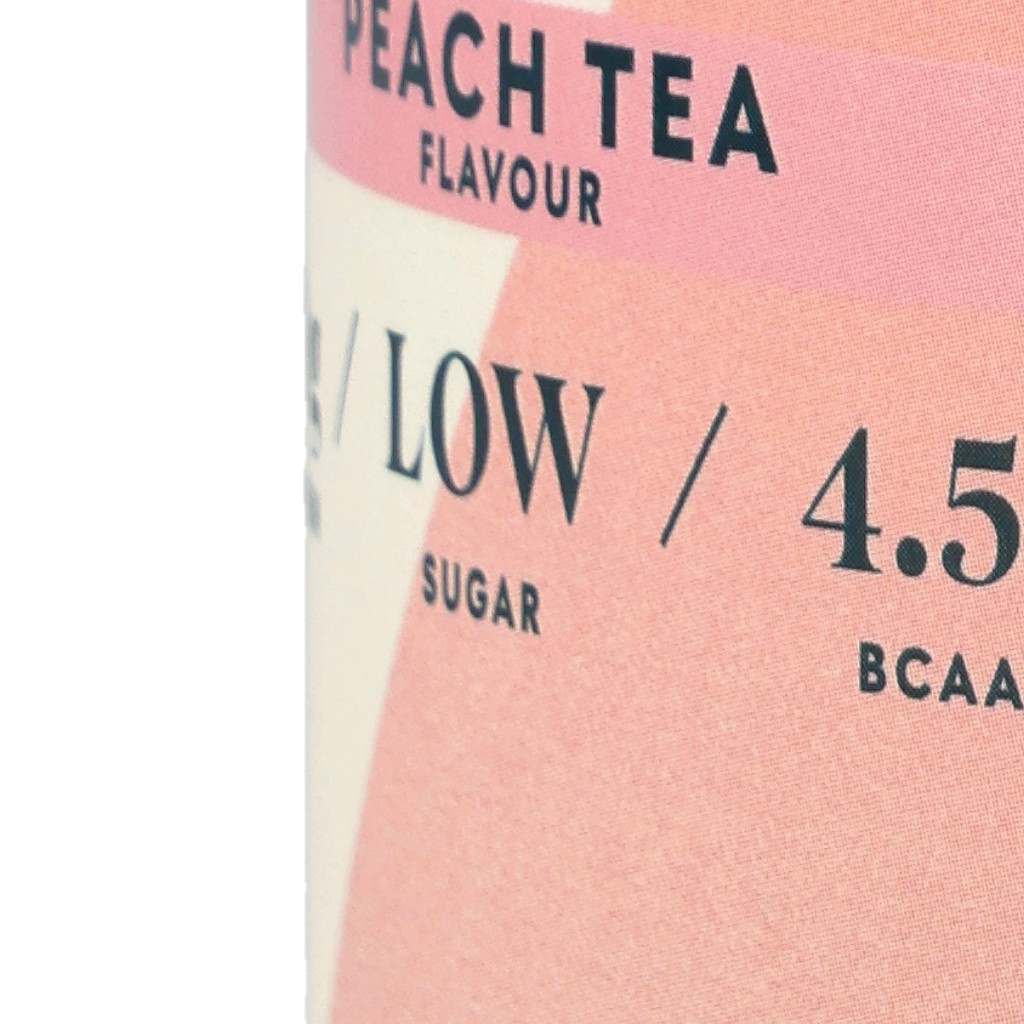 PEACH TEA
FLAVOUR
/ LOW / 4.5
SUGAR
BCAA